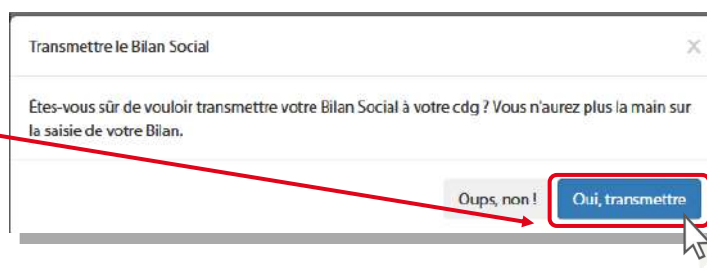 Transmettre le Bilan Social
Êtes-vous sûr de vouloir transmettre votre Bilan Social à votre cdg ? Vous n'aurez plus la main sur
la saisie de votre Bilan.
Oups, non ! Oui, transmettre